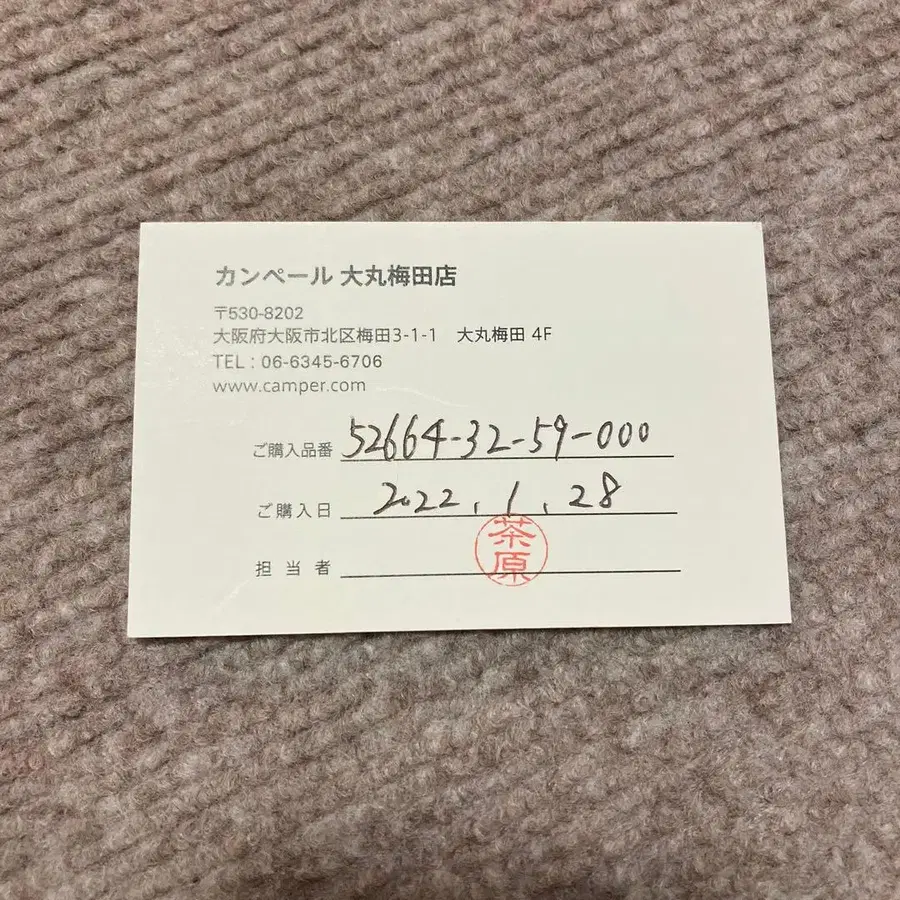 カンペール 大丸梅田店
〒530-8202
大阪府大阪市北区梅田3-1-1 大丸梅田 4F
TEL : 06-6345-6706
www.camper.com
ご購入品番 52664-32-59-000
ご購入日 2022.1.28
担当者 茶原